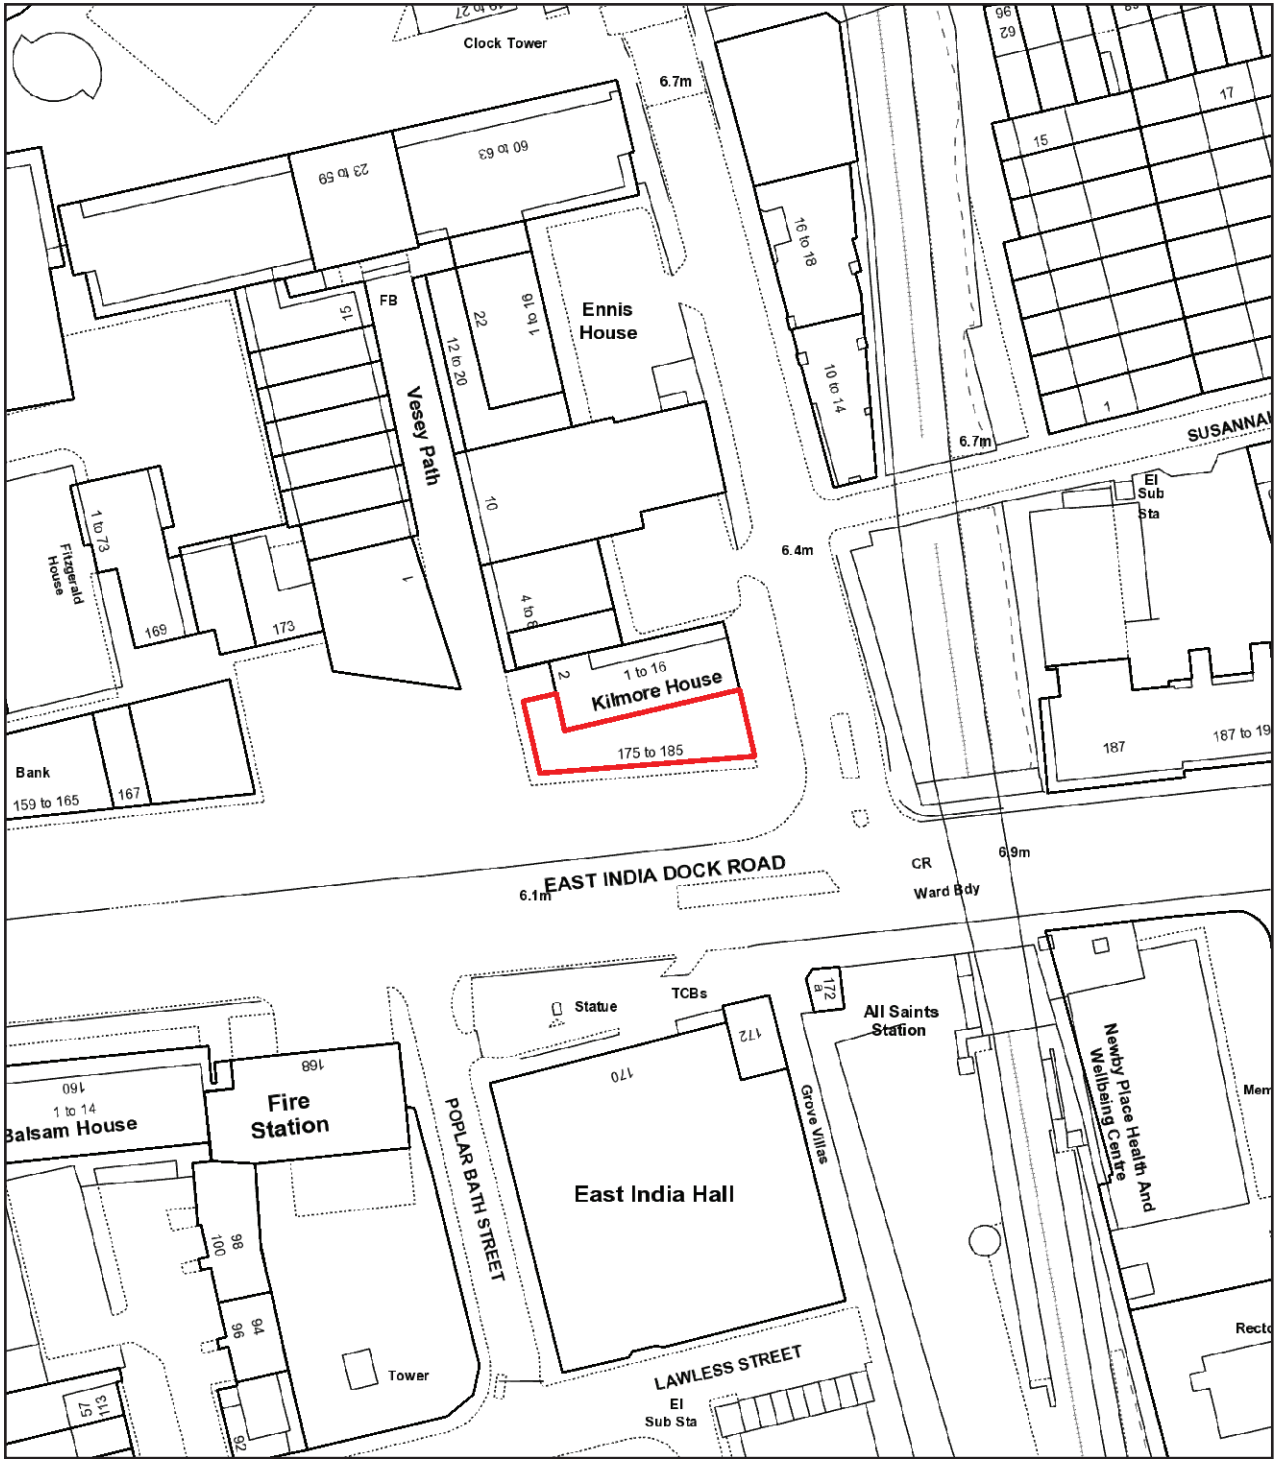 19 to 27
Clock Tower
6.7m
96
62
17
15
60 to 63
23 to 59
16 to 18
FB
15
22
1 to 16
Ennis
House
12 to 20
10 to 14
Vesey Path
1
6.7m
SUSANNAH
El
Sub
Sta
10
1 to 73
Fitzgerald
House
6.4m
1
4 to 8
169
173
2
1 to 16
Kilmore House
175 to 185
187
187 to 19
Bank
159 to 165
167
EAST INDIA DOCK ROAD
6.1m
CR
6.9m
Ward Bdy
Statue
TCBs
172
a
172
All Saints
Station
170
168
160
1 to 14
Balsam House
Fire
Station
POPLAR BATH STREET
Grove Villas
Newby Place Health And
Wellbeing Centre
Mem
East India Hall
98
100
94
96
Tower
LAWLESS STREET
El
Sub Sta
Recto
113
57
92